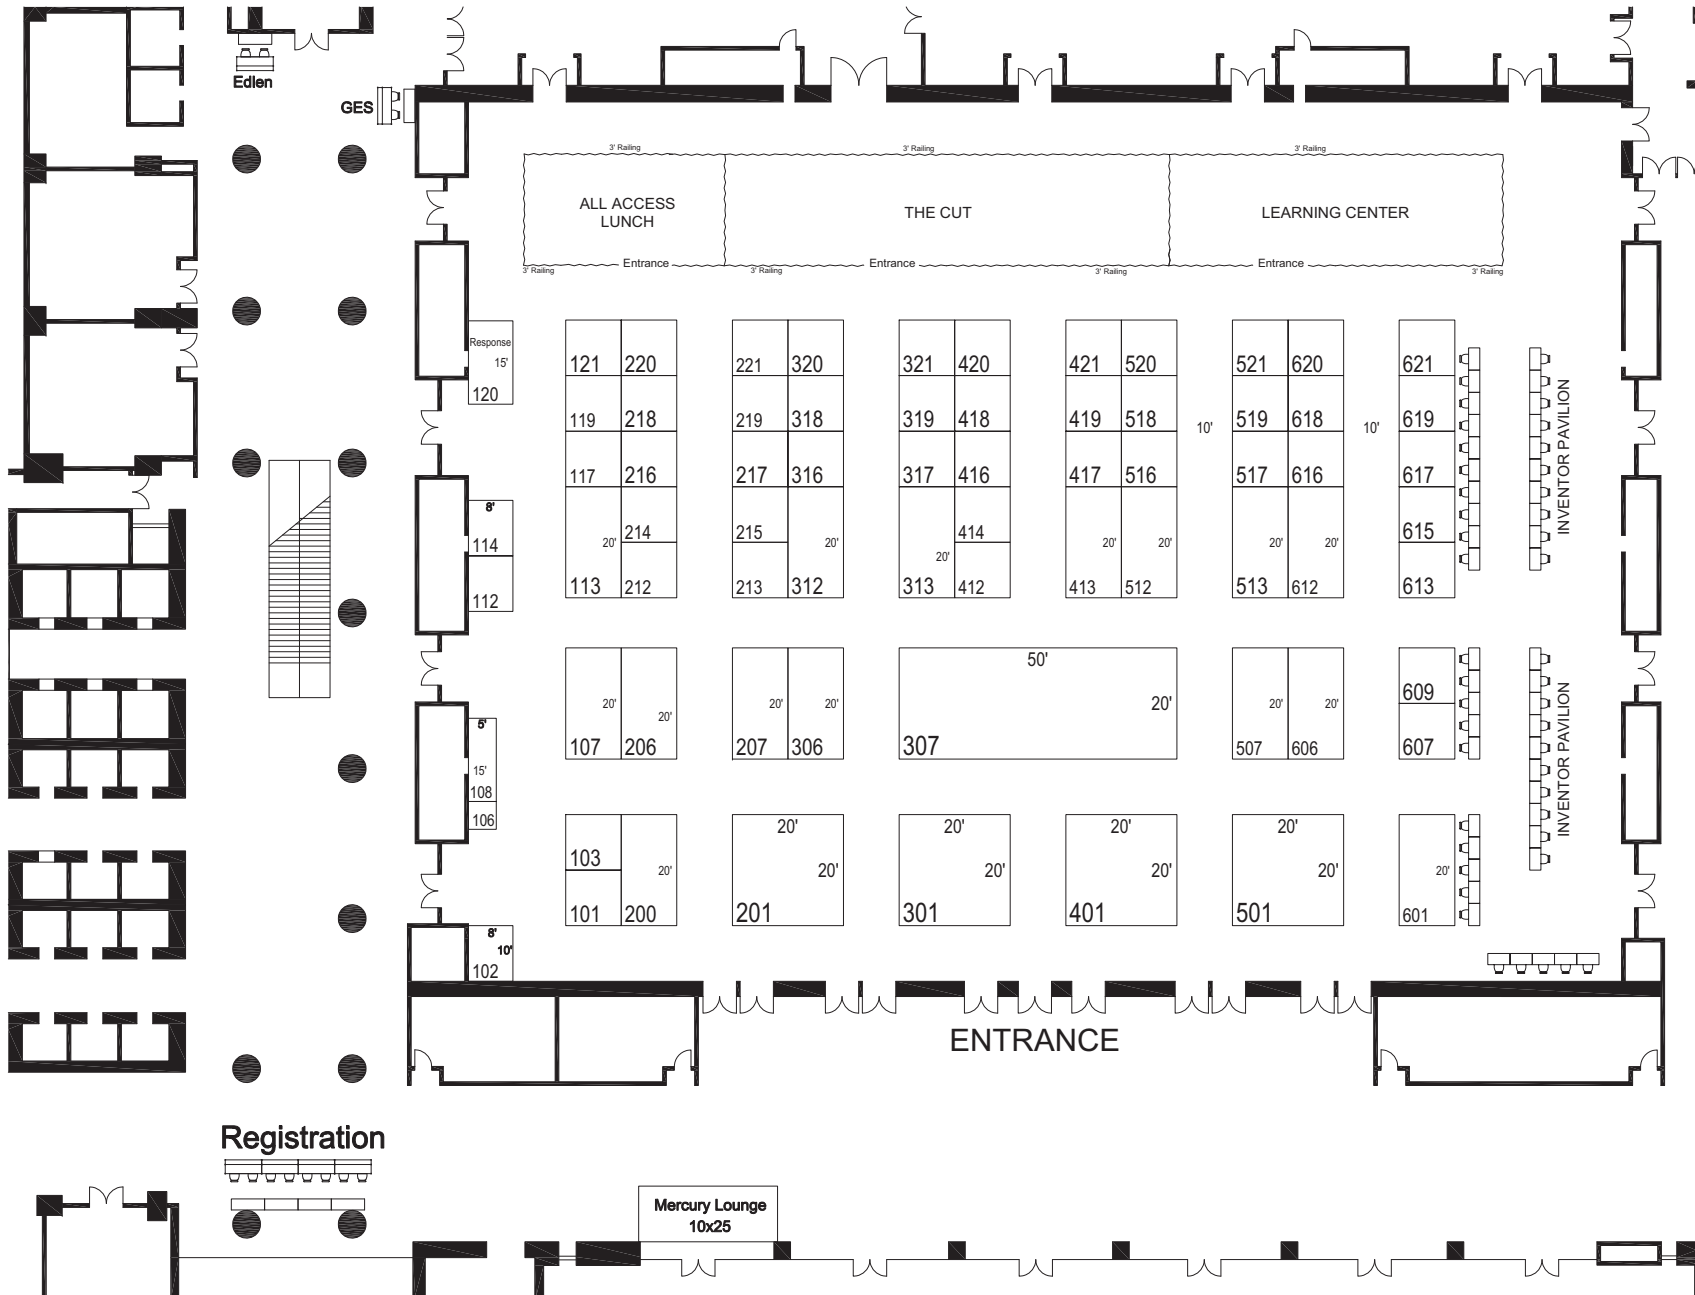 Edlen
GES
3' Railing
3' Railing
3' Railing
ALL ACCESS
LUNCH
THE CUT
LEARNING CENTER
Entrance
Entrance
Entrance
3' Railing
3' Railing
3' Railing
3' Railing
Response
15'
120
121 220 221 320 321 420 421 520 521 620 621
119 218 219 318 319 418 419 518 10' 519 618 10' 619
117 216 217 316 317 416 417 516 517 616 617
INVENTOR PAVILION
8'
114
112
20' 214 215 20' 20' 414 20' 20' 20' 20' 615
113 212 213 312 313 412 413 512 513 612 613
50'
20' 20' 20' 20' 20' 20' 20' 609
107 206 207 306 307 507 606 607
INVENTOR PAVILION
5'
15'
108
106
20' 20' 20' 20'
103 20' 20' 20' 20' 20' 20'
101 200 201 301 401 501 601
8'
10'
102
ENTRANCE
Registration
Mercury Lounge
10x25